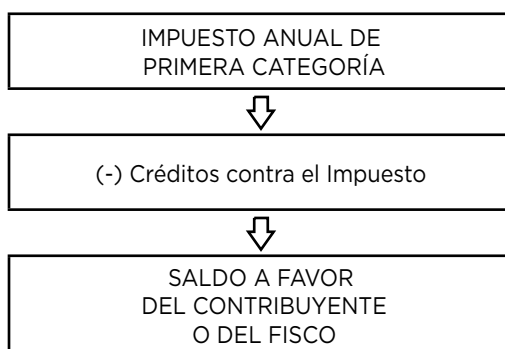 IMPUESTO ANUAL DE
PRIMERA CATEGORÍA
(-) Créditos contra el Impuesto
SALDO A FAVOR
DEL CONTRIBUYENTE
O DEL FISCO